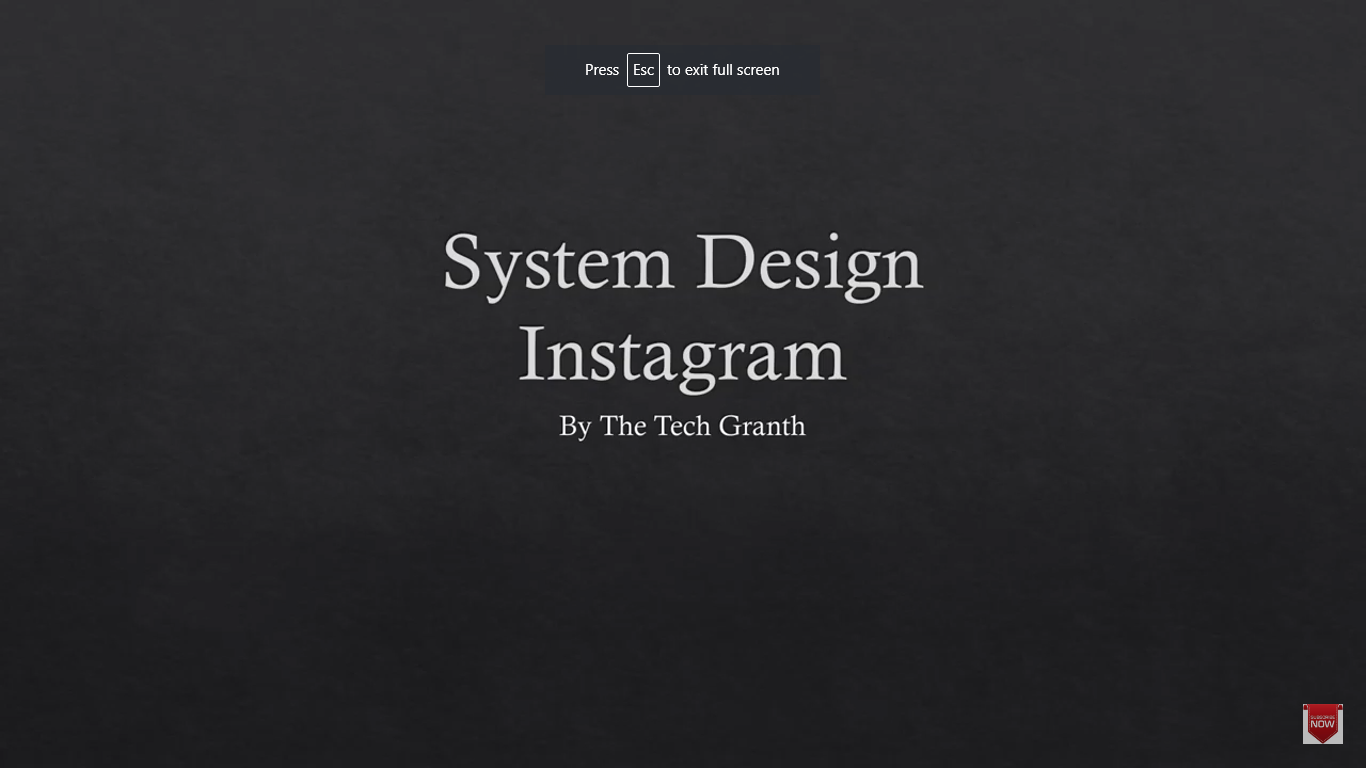 Press Esc to exit full screen
System Design
Instagram
By The Tech Granth
SUBSCRIBE
NOW